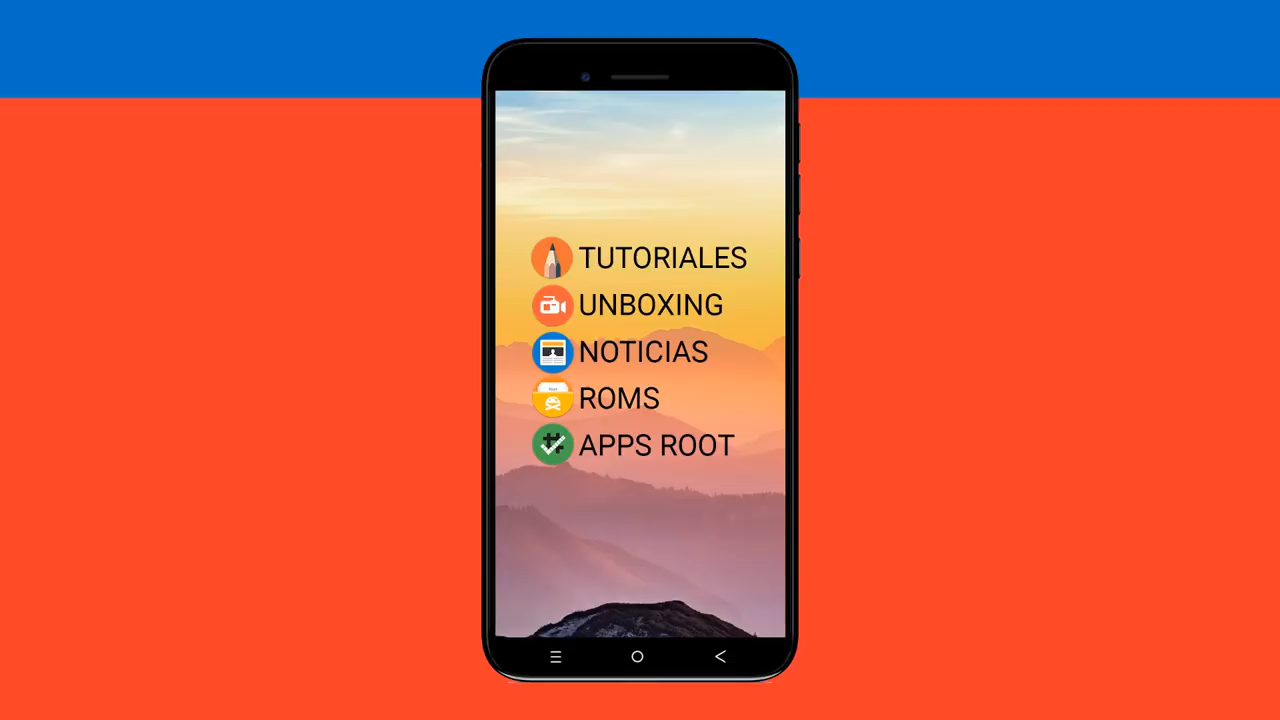 TUTORIALES
UNBOXING
NOTICIAS
ROMS
APPS ROOT